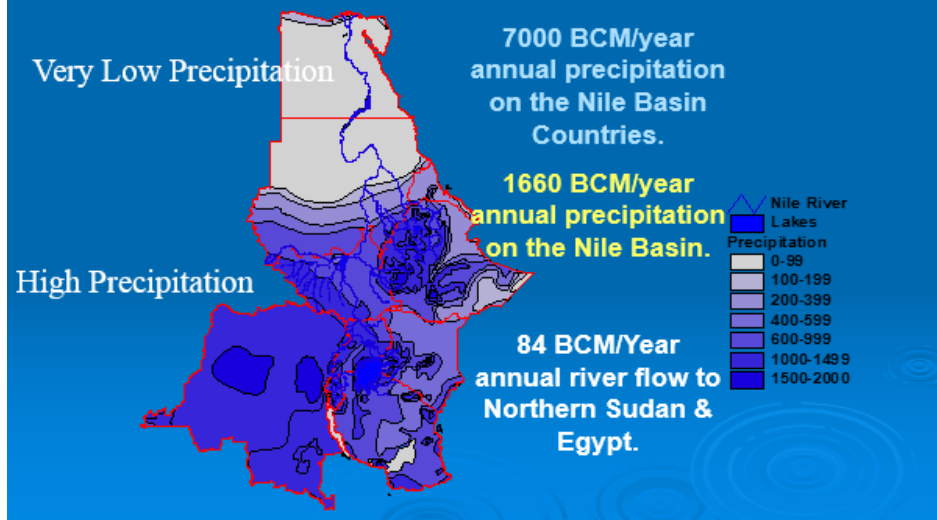 Very Low Precipitation
High Precipitation
7000 BCM/year
annual precipitation
on the Nile Basin
Countries.
1660 BCM/year
annual precipitation
on the Nile Basin.
84 BCM/Year
annual river flow to
Northern Sudan &
Egypt.
Nile River
Lakes
Precipitation
0-99
100-199
200-399
400-599
600-999
1000-1499
1500-2000